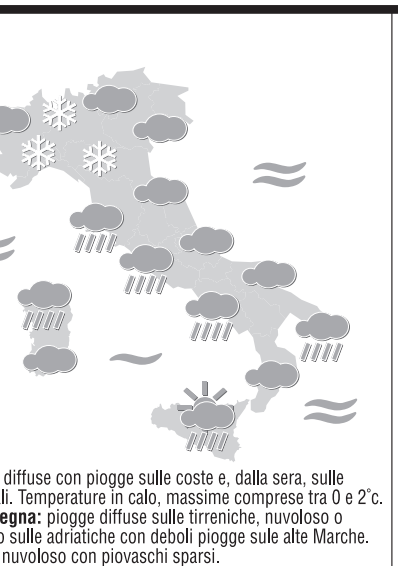 diffuse con piogge sulle coste e, dalla sera, sulle
li. Temperature in calo, massime comprese tra 0 e 2˚c.
egna: piogge diffuse sulle tirreniche, nuvoloso o
o sulle adriatiche con deboli piogge sule alte Marche.
nuvoloso con piovaschi sparsi.